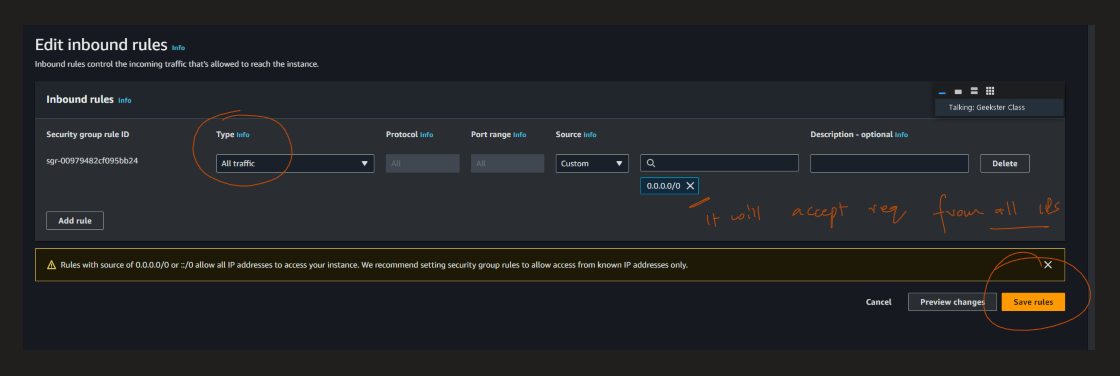 Edit inbound rules Info
Inbound rules control the incoming traffic that's allowed to reach the instance.
Inbound rules Info
Talking: Geekster Class
Security group rule ID Type Info Protocol Info Port range Info Source Info Description - optional Info
sgr-00979482cf095bb24 All traffic All All Custom Delete
0.0.0.0/0
it will accept req from all IPs
Add rule
Rules with source of 0.0.0.0/0 or ::/0 allow all IP addresses to access your instance. We recommend setting security group rules to allow access from known IP addresses only.
Cancel Preview changes Save rules